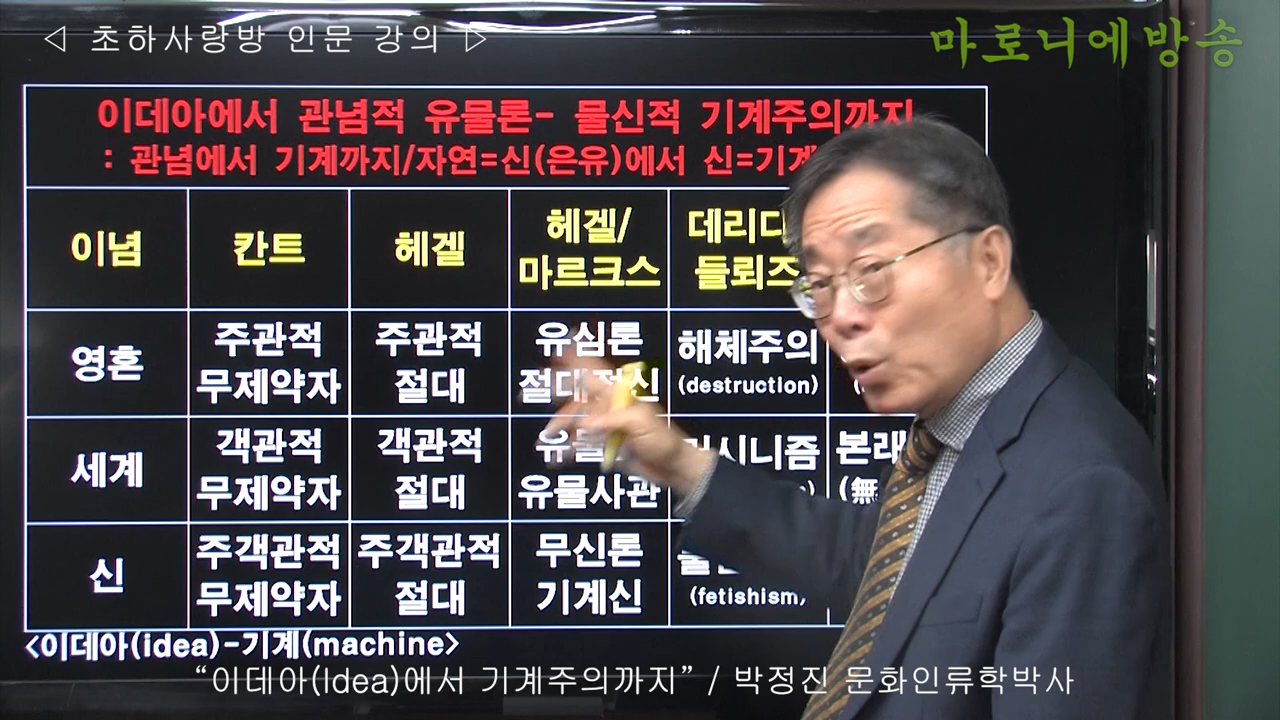 ◁ 초하사랑방 인문 강의 ▷
마로니에방송
이데아에서 관념적 유물론- 물신적 기계주의까지
: 관념에서 기계까지/자연=신(은유)에서 신=기계
이념 칸트 헤겔 헤겔/마르크스
들뢰즈
영혼 주관적 무제약자 주관적 절대 유심론 해체주의 (destruction)
세계 객관적 무제약자 객관적 절대 유물사관 본래
(無
신 주객관적 무제약자 주객관적 절대 무신론 기계신 (fetishism,
<이데아(idea)-기계(machine>
“이데아(Idea)에서 기계주의까지” / 박정진 문화인류학박사